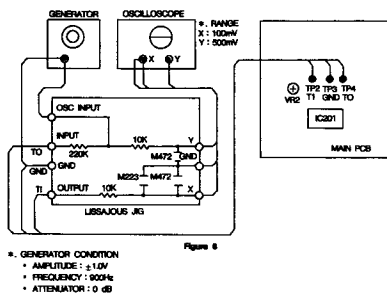 GENERATOR
OSCILLOSCOPE
*. RANGE
X : 100mV
Y : 500mV
X
Y
OSC INPUT
INPUT
TO
220K
10K
Y
M472
GND
GND
GND
M223
M472
TI
OUTPUT
10K
X
LISSAJOUS JIG
TP2
TP3
TP4
T1
GND
TO
VR2
IC201
MAIN PCB
Figure 8
*. GENERATOR CONDITION
• AMPLITUDE : ±1.0V
• FREQUENCY : 900Hz
• ATTENUATOR : 0 dB